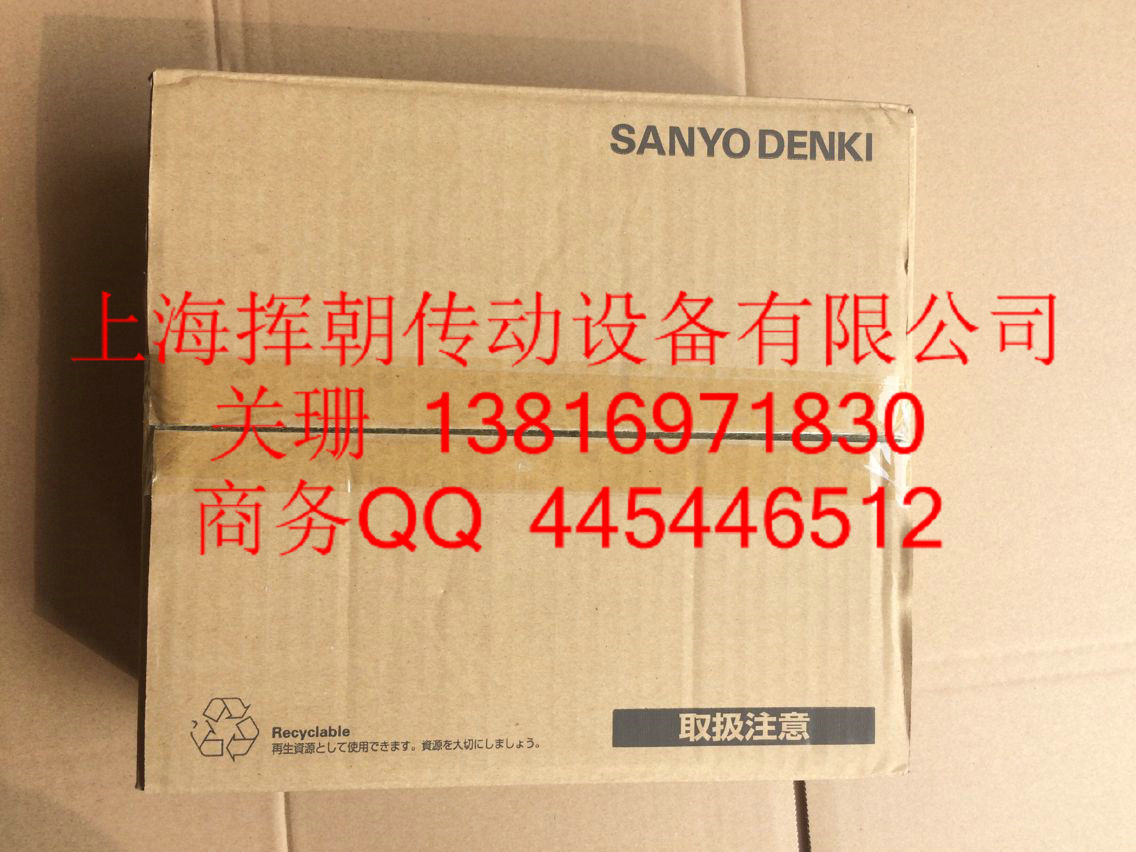 SANYO DENKI
上海挥朝传动设备有限公司
关珊 13816971830
商务QQ 445446512
Recyclable
再生資源として使用できます。資源を大切にしましょう。
取扱注意